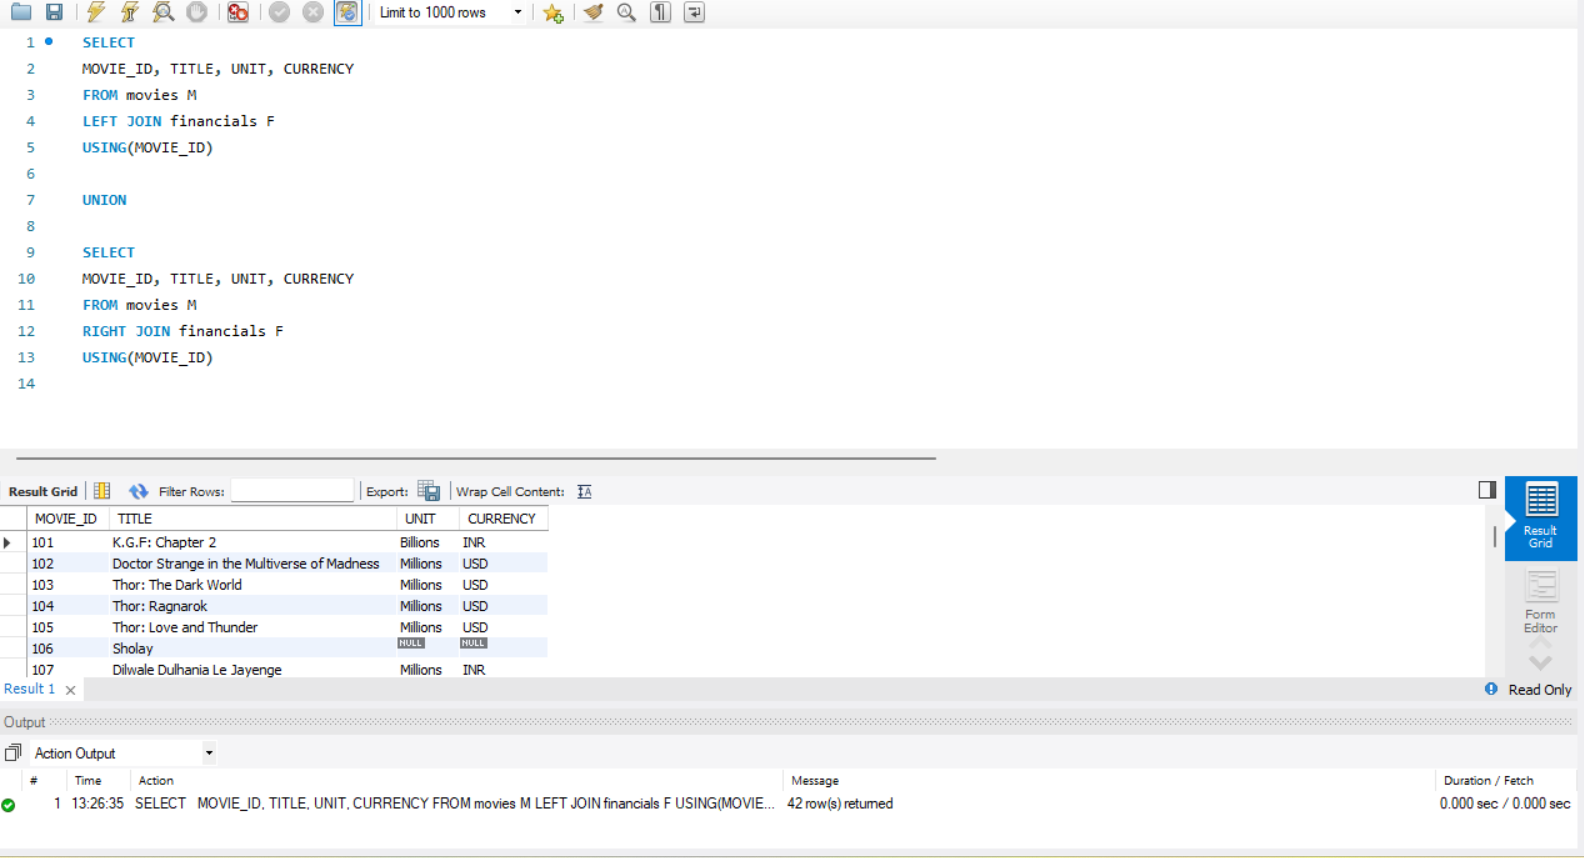 Limit to 1000 rows
1 SELECT
2 MOVIE_ID, TITLE, UNIT, CURRENCY
3 FROM movies M
4 LEFT JOIN financials F
5 USING(MOVIE_ID)
6
7 UNION
8
9 SELECT
10 MOVIE_ID, TITLE, UNIT, CURRENCY
11 FROM movies M
12 RIGHT JOIN financials F
13 USING(MOVIE_ID)
14
Result Grid Filter Rows: Export: Wrap Cell Content: IA
MOVIE_ID TITLE UNIT CURRENCY
101 K.G.F: Chapter 2 Billions INR
102 Doctor Strange in the Multiverse of Madness Millions USD
103 Thor: The Dark World Millions USD
104 Thor: Ragnarok Millions USD
105 Thor: Love and Thunder Millions USD
106 Sholay NULL NULL
107 Dilwale Dulhania Le Jayenge Millions INR
Result
Grid
Form
Editor
Result 1 Read Only
Output
Action Output
# Time Action Message Duration / Fetch
1 13:26:35 SELECT MOVIE_ID, TITLE, UNIT, CURRENCY FROM movies M LEFT JOIN financials F USING(MOVIE... 42 row(s) returned 0.000 sec / 0.000 sec